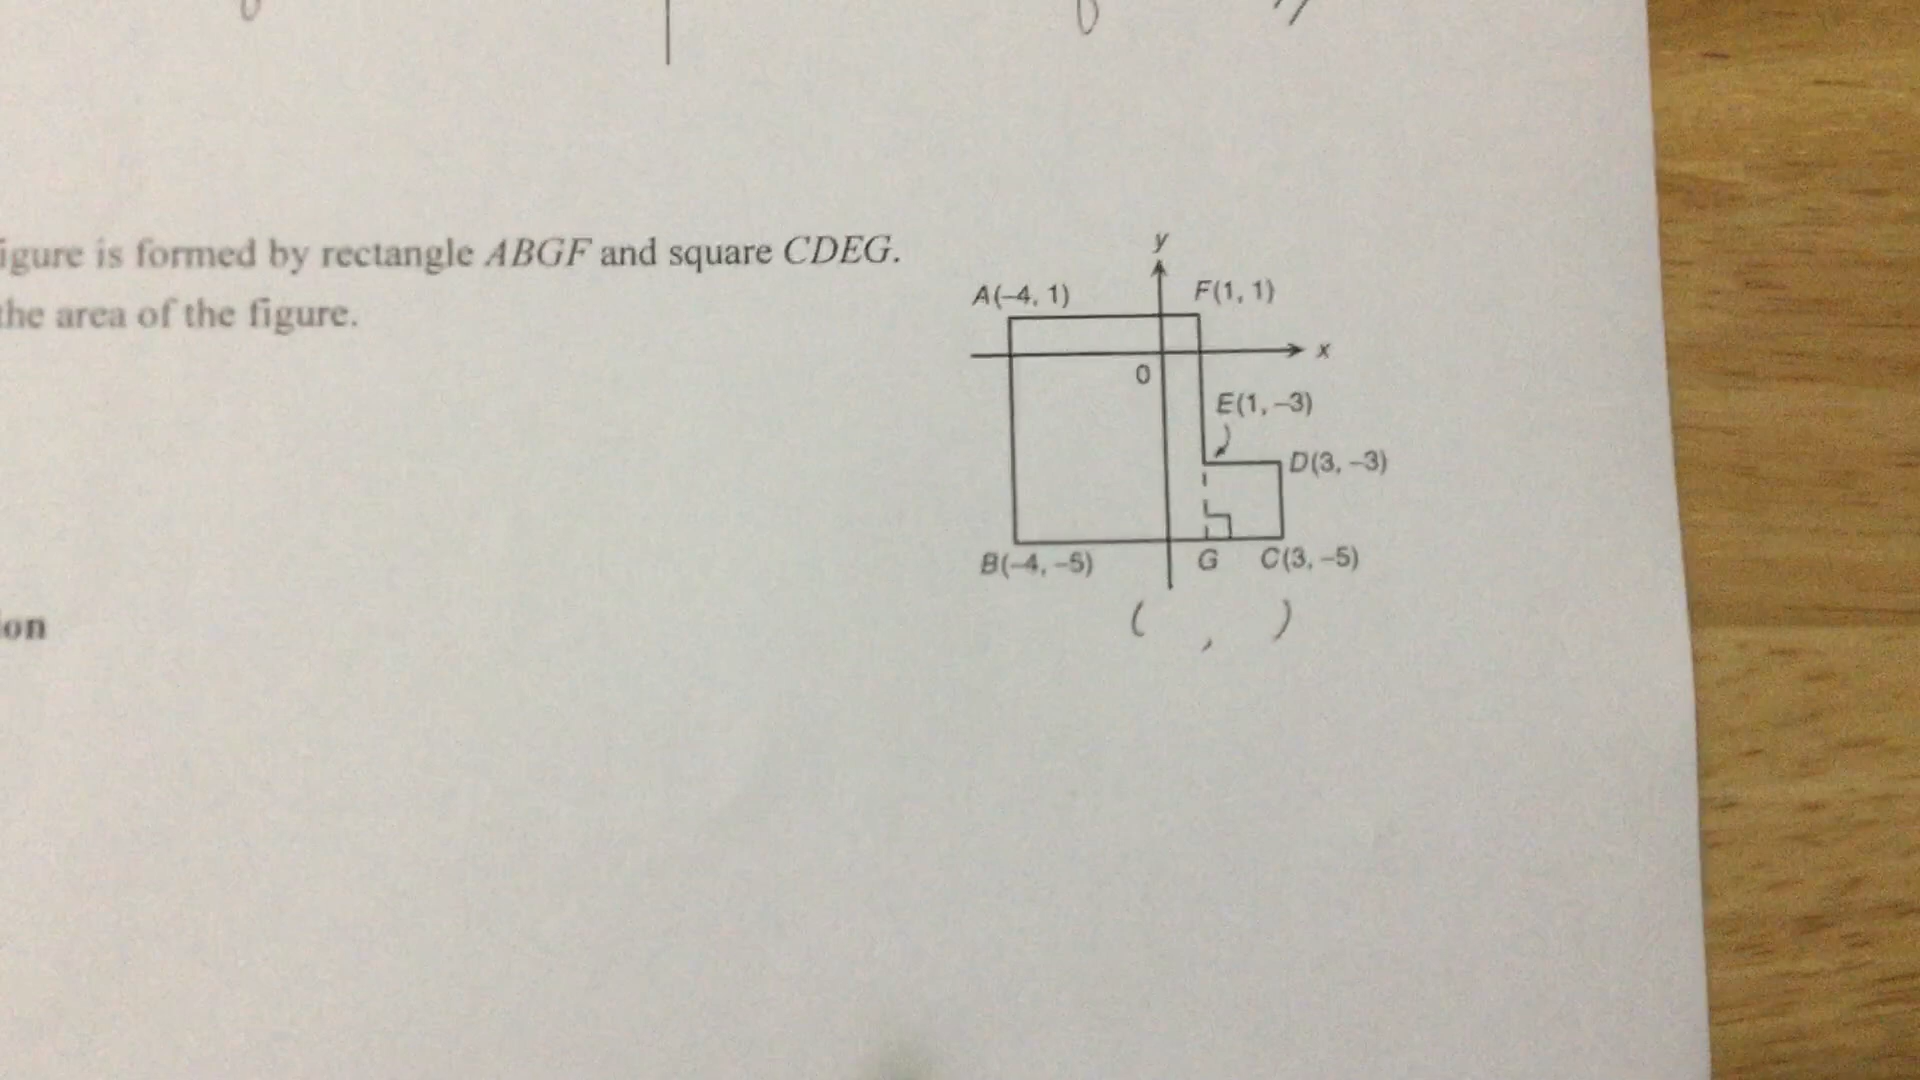 igure is formed by rectangle ABGF and square CDEG.
the area of the figure.
y
A(–4, 1)
F(1, 1)
x
0
E(1, –3)
D(3, –3)
B(–4, –5)
G
C(3, –5)
( , )
ion